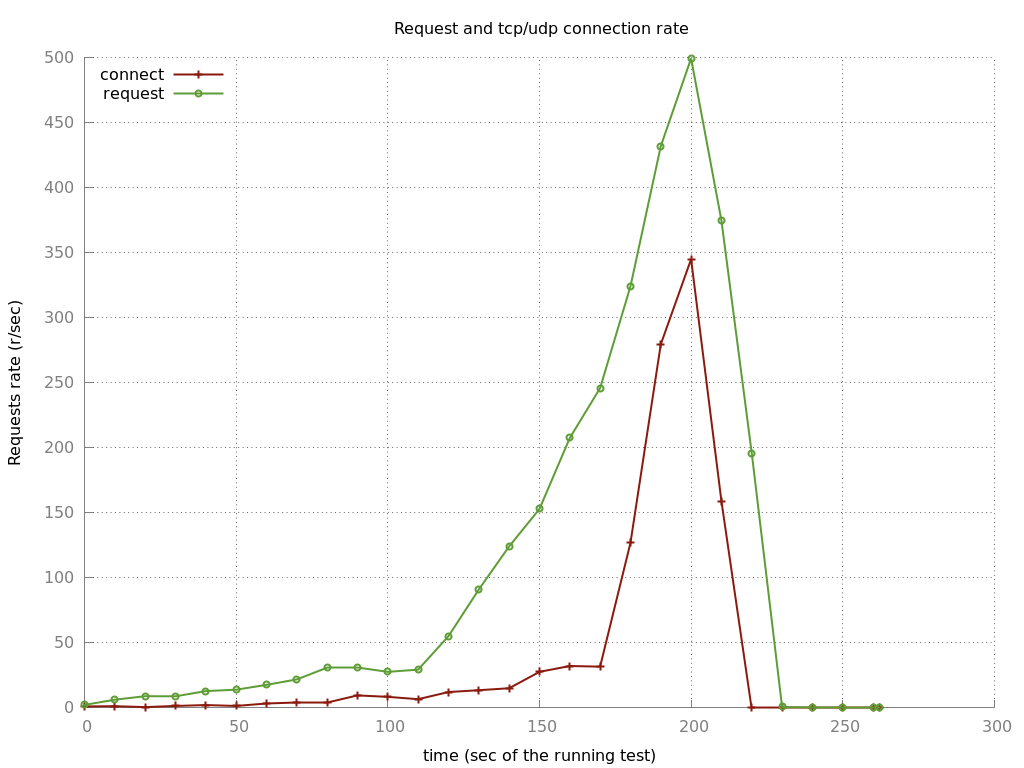 Request and tcp/udp connection rate
500
connect
request
450
400
350
300
250
200
150
100
50
0
Requests rate (r/sec)
0 50 100 150 200 250 300
time (sec of the running test)